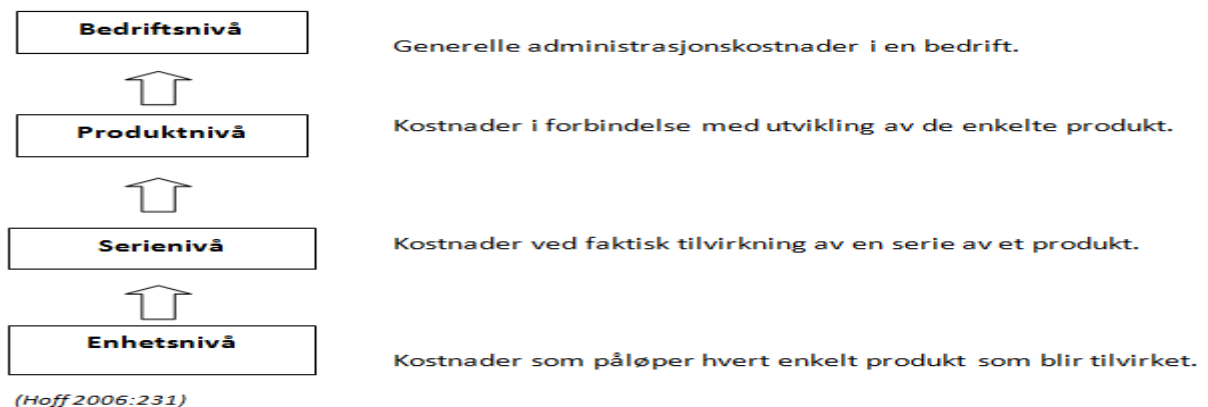 Bedriftsnivå
Generelle administrasjonskostnader i en bedrift.
Produktnivå
Kostnader i forbindelse med utvikling av de enkelte produkt.
Serienivå
Kostnader ved faktisk tilvirkning av en serie av et produkt.
Enhetsnivå
Kostnader som påløper hvert enkelt produkt som blir tilvirket.
(Hoff 2006:231)